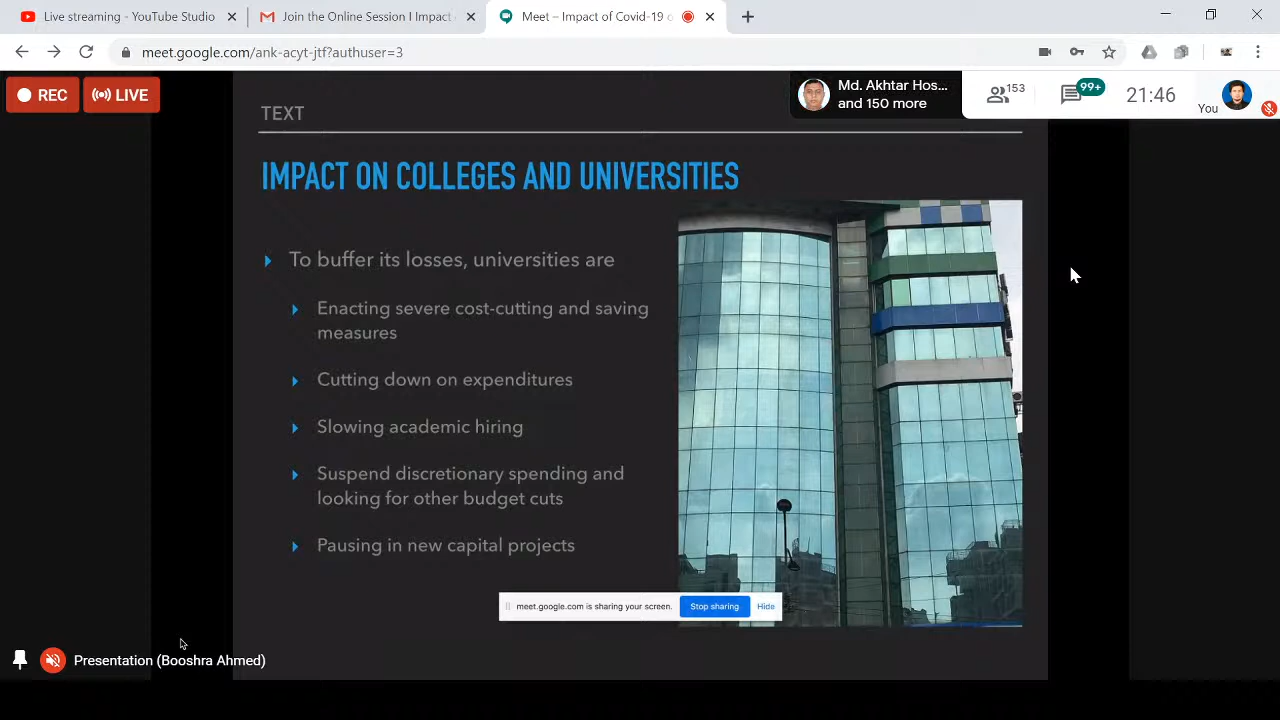 Live streaming - YouTube Studio
Join the Online Session I Impact
Meet – Impact of Covid-19 o
meet.google.com/ank-acyt-jtf?authuser=3
REC
LIVE
Md. Akhtar Hos...
and 150 more
153
99+
21:46
You
TEXT
IMPACT ON COLLEGES AND UNIVERSITIES
To buffer its losses, universities are
Enacting severe cost-cutting and saving
measures
Cutting down on expenditures
Slowing academic hiring
Suspend discretionary spending and
looking for other budget cuts
Pausing in new capital projects
meet.google.com is sharing your screen.
Stop sharing
Hide
Presentation (Booshra Ahmed)